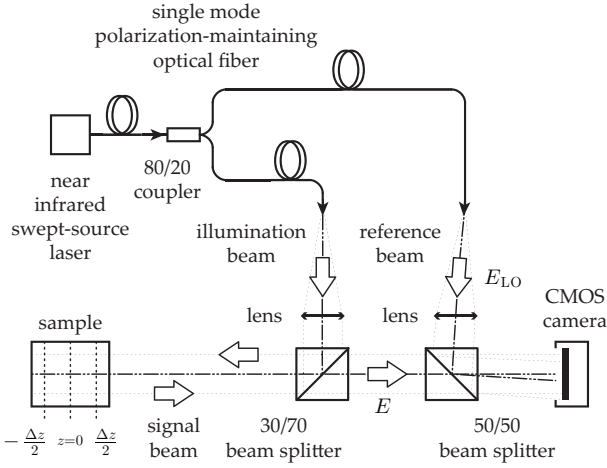 single mode
polarization-maintaining
optical fiber
80/20
coupler
near
infrared
swept-source
laser
illumination
beam
reference
beam
E_LO
CMOS
camera
lens
lens
sample
E
− Δz/2 z=0 Δz/2
signal
beam
30/70
beam splitter
50/50
beam splitter